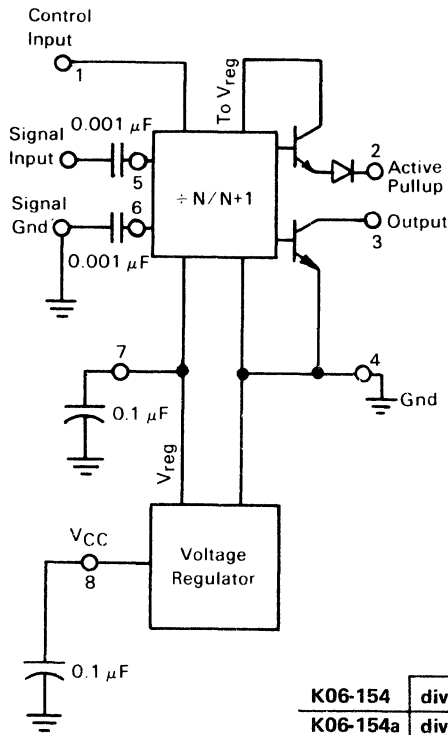 Control
Input
1
To Vreg
0.001 μF
Signal
Input
5
2
Active
Pullup
÷ N/N+1
Signal
Gnd
6
0.001 μF
Output
3
7
4
Gnd
0.1 μF
Vreg
VCC
8
Voltage
Regulator
0.1 μF
K06-154 div
K06-154a div